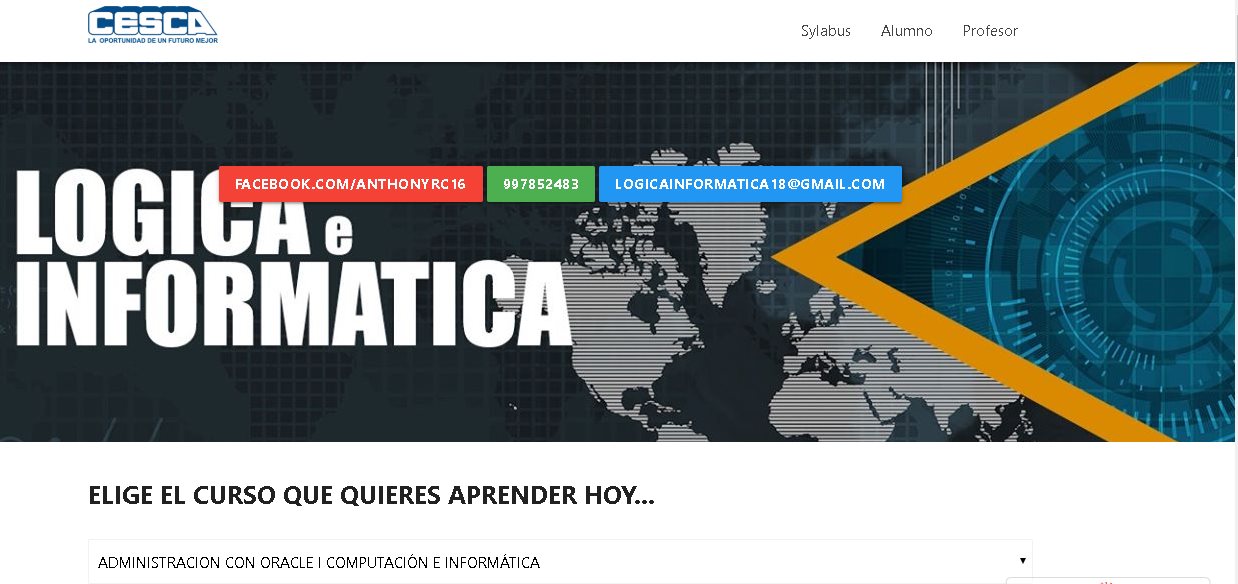 CESCA
LA OPORTUNIDAD DE UN FUTURO MEJOR
Sylabus Alumno Profesor
FACEBOOK.COM/ANTHONYRC16 997852483 LOGICAINFORMATICA18@GMAIL.COM
LOGICA e
INFORMATICA
ELIGE EL CURSO QUE QUIERES APRENDER HOY...
ADMINISTRACION CON ORACLE I COMPUTACIÓN E INFORMÁTICA